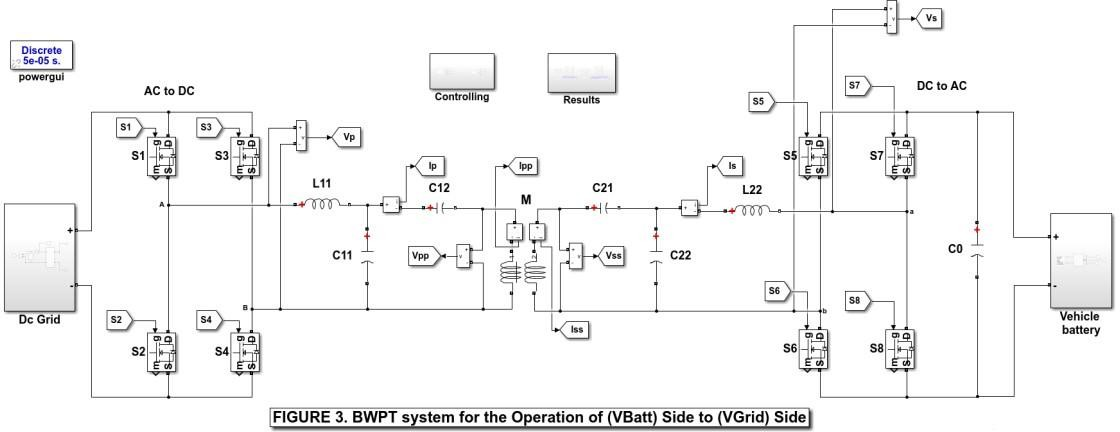 Discrete
5e-05 s.
powergui
AC to DC
Controlling
Results
Vs
DC to AC
S1
S3
S1
S3
Vp
S5
S7
S5
S7
L11
Ip
C12
Ipp
M
C21
Is
L22
A
a
C11
Vpp
Vss
C22
C0
Dc Grid
B
b
Iss
Vehicle
battery
S2
S4
S2
S4
S6
S8
S6
S8
FIGURE 3. BWPT system for the Operation of (VBatt) Side to (VGrid) Side